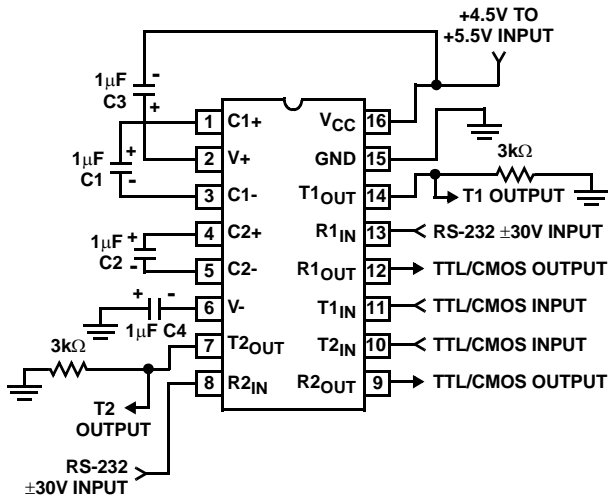 +4.5V TO
+5.5V INPUT
1µF
-
C3
+
1
C1+
VCC
16
1µF
+
-
C1
2
V+
GND
15
3kΩ
3
C1-
T1OUT
14
T1 OUTPUT
1µF
+
-
C2
4
C2+
R1IN
13
RS-232 ±30V INPUT
5
C2-
R1OUT
12
TTL/CMOS OUTPUT
+
-
1µF C4
6
V-
T1IN
11
TTL/CMOS INPUT
3kΩ
7
T2OUT
T2IN
10
TTL/CMOS INPUT
8
R2IN
R2OUT
9
TTL/CMOS OUTPUT
T2
OUTPUT
RS-232
±30V INPUT